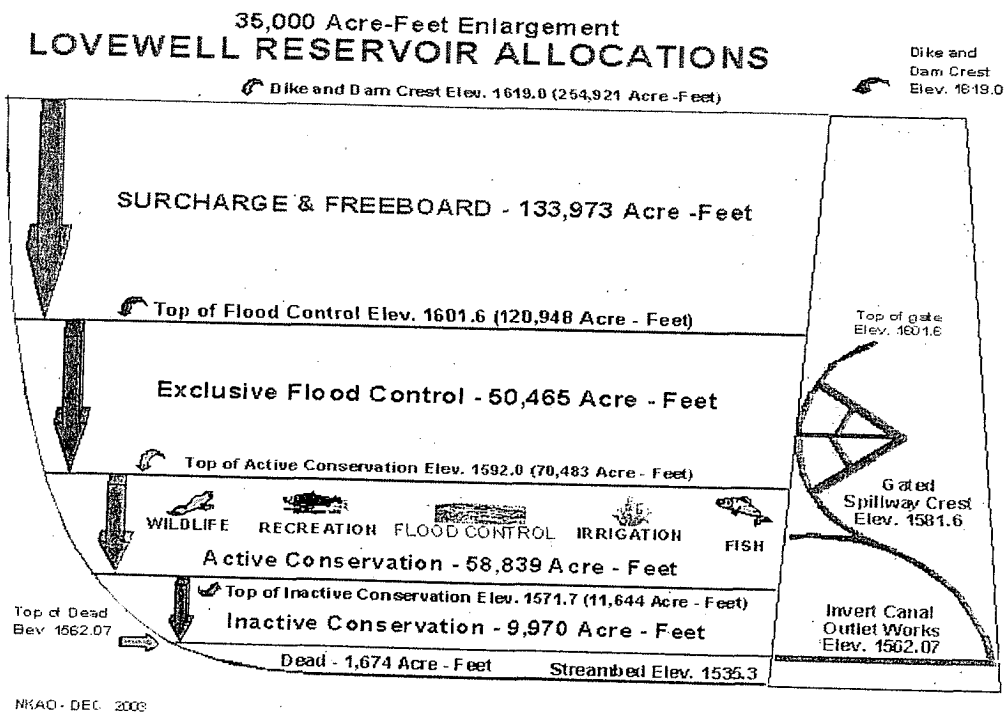 35,000 Acre-Feet Enlargement
LOVEWELL RESERVOIR ALLOCATIONS
Dike and
Dam Crest
Elev. 1619.0
Dike and Dam Crest Elev. 1619.0 (254,921 Acre -Feet)
SURCHARGE & FREEBOARD - 133,973 Acre -Feet
Top of Flood Control Elev. 1601.6 (120,948 Acre - Feet)
Top of gate
Elev. 1601.6
Exclusive Flood Control - 50,465 Acre - Feet
Top of Active Conservation Elev. 1592.0 (70,483 Acre - Feet)
Gated
Spillway Crest
Elev. 1581.6
WILDLIFE RECREATION FLOOD CONTROL IRRIGATION FISH
Active Conservation - 58,839 Acre - Feet
Top of Inactive Conservation Elev. 1571.7 (11,644 Acre - Feet)
Inactive Conservation - 9,970 Acre - Feet
Invert Canal
Outlet Works
Elev. 1562.07
Top of Dead
Elev 1562.07
Dead - 1,674 Acre - Feet Streambed Elev. 1535.3
NKAO - DEC 2003